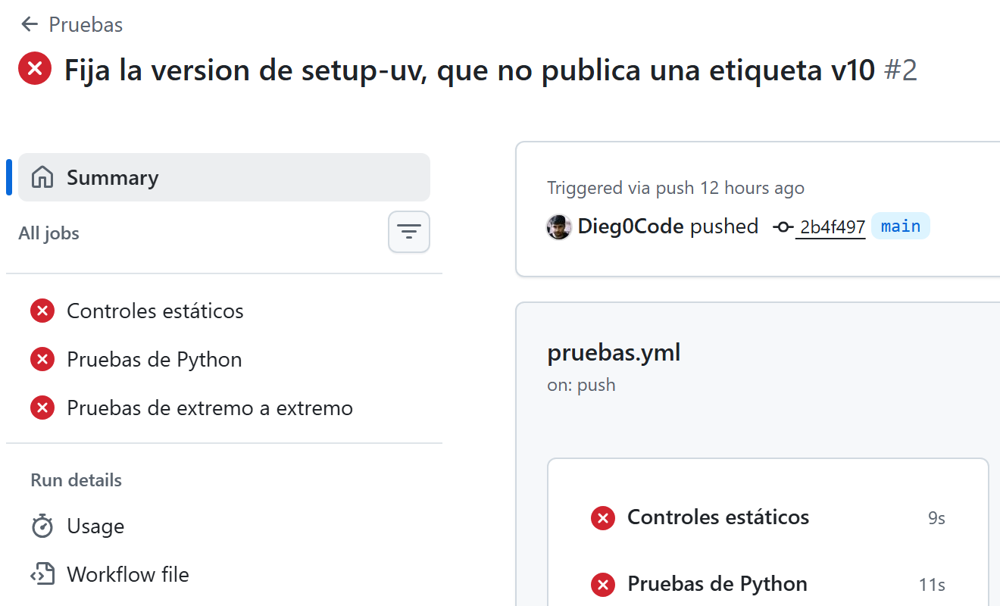 Pruebas
Fija la version de setup-uv, que no publica una etiqueta v10 #2
Summary
All jobs
Controles estáticos
Pruebas de Python
Pruebas de extremo a extremo
Run details
Usage
Workflow file
Triggered via push 12 hours ago
Dieg0Code pushed 2b4f497 main
pruebas.yml
on: push
Controles estáticos 9s
Pruebas de Python 11s